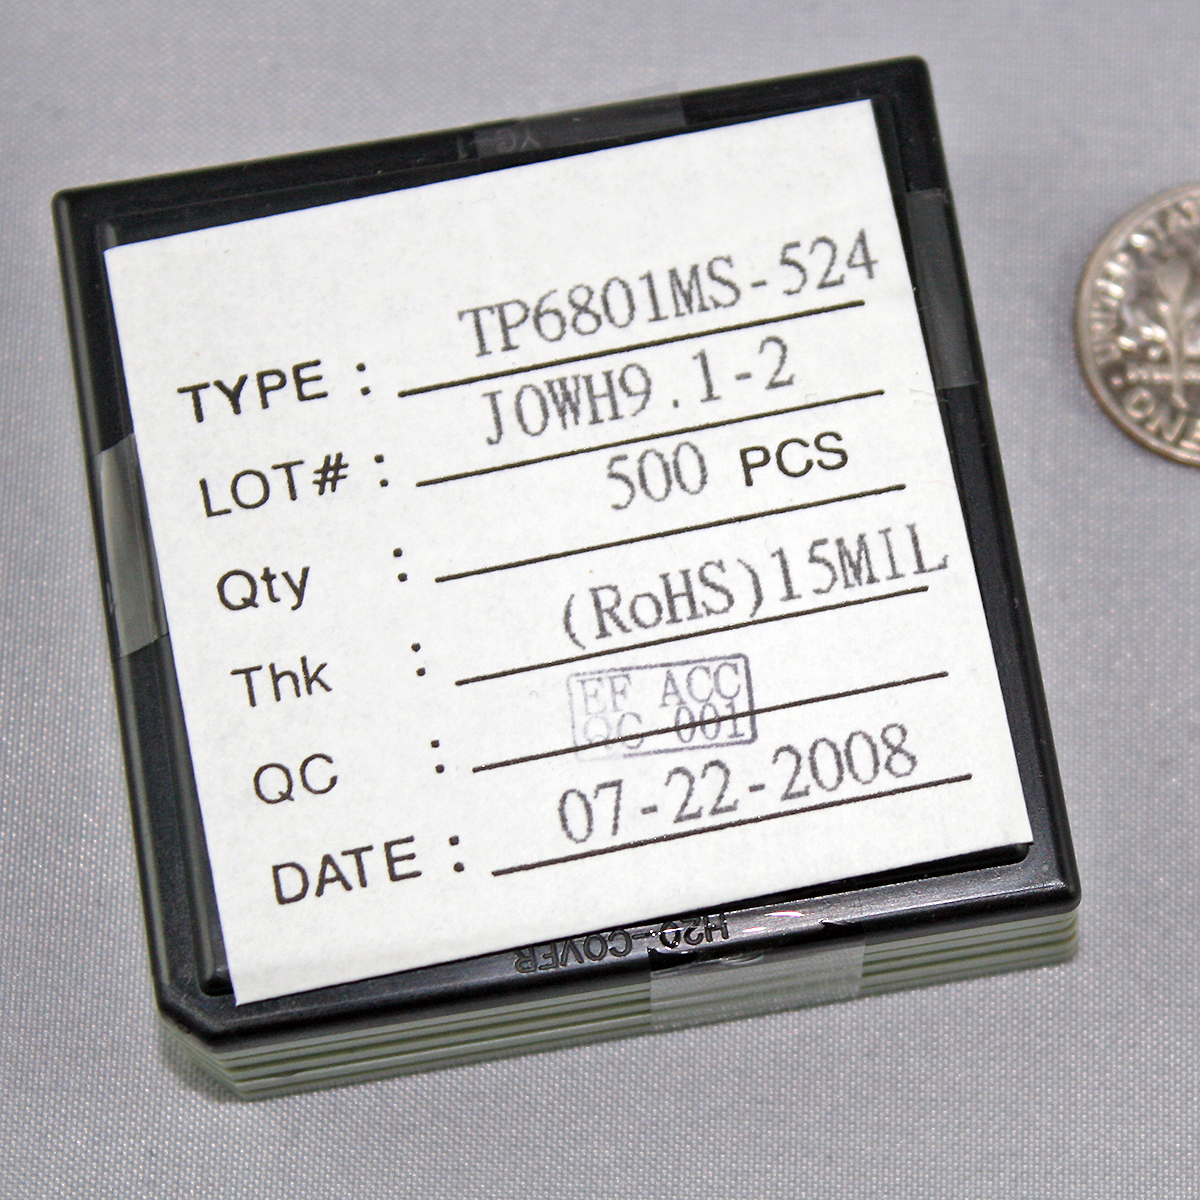 TYPE : TP6801MS-524
LOT# : J0WH9.1-2
Qty : 500 PCS
Thk : (RoHS)15MIL
QC : EF ACC
QC 001
DATE : 07-22-2008
H20-COVER